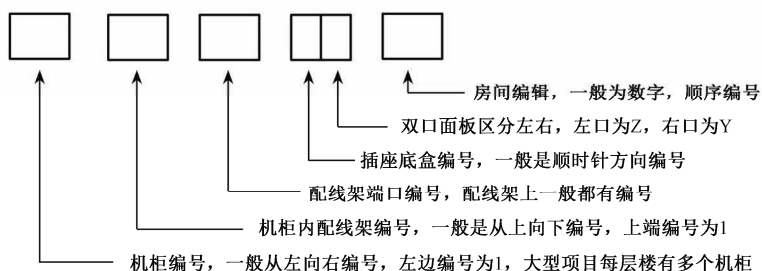 房间编辑，一般为数字，顺序编号
双口面板区分左右，左口为Z，右口为Y
插座底盒编号，一般是顺时针方向编号
配线架端口编号，配线架上一般都有编号
机柜内配线架编号，一般是从上向下编号，上端编号为1
机柜编号，一般从左向右编号，左边编号为1，大型项目每层楼有多个机柜